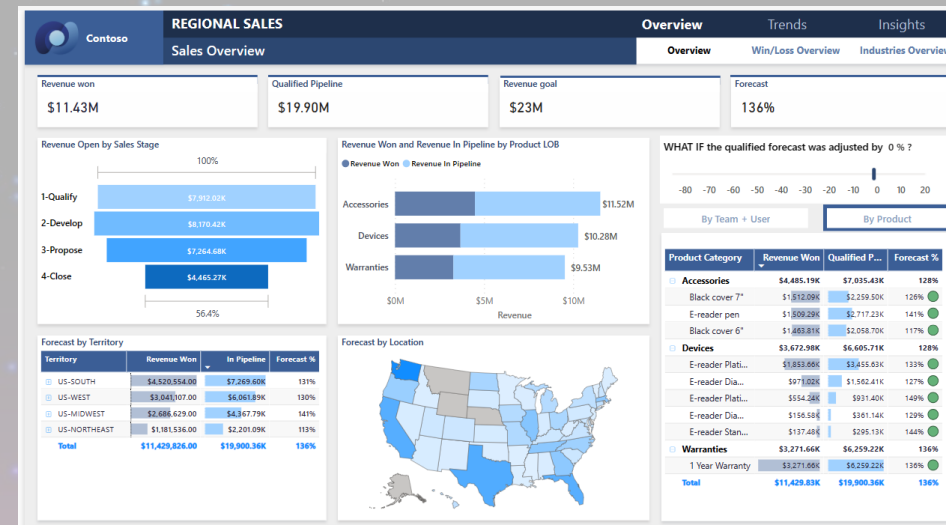 Contoso
REGIONAL SALES
Sales Overview
Overview Trends Insights
Overview Win/Loss Overview Industries Overview
Revenue won
$11.43M
Qualified Pipeline
$19.90M
Revenue goal
$23M
Forecast
136%
Revenue Open by Sales Stage
100%
1-Qualify $7,912.02K
2-Develop $8,170.42K
3-Propose $7,264.68K
4-Close $4,465.27K
56.4%
Revenue Won and Revenue In Pipeline by Product LOB
Revenue Won Revenue In Pipeline
Accessories $11.52M
Devices $10.28M
Warranties $9.53M
$0M $5M $10M
Revenue
WHAT IF the qualified forecast was adjusted by 0 % ?
-80 -70 -60 -50 -40 -30 -20 -10 0 10 20
By Team + User By Product
Product Category Revenue Won Qualified P... Forecast %
Accessories $4,485.19K $7,035.43K 128%
Black cover 7" $1,512.09K $2,259.50K 126%
E-reader pen $1,509.29K $2,717.23K 141%
Black cover 6" $1,463.81K $2,058.70K 117%
Devices $3,672.98K $6,605.71K 128%
E-reader Plati... $1,853.66K $3,455.63K 133%
E-reader Dia... $971.02K $1,562.41K 127%
E-reader Plati... $554.24K $931.40K 149%
E-reader Dia... $156.58K $361.14K 129%
E-reader Stan... $137.48K $295.13K 144%
Warranties $3,271.66K $6,259.22K 136%
1 Year Warranty $3,271.66K $6,259.22K 136%
Total $11,429.83K $19,900.36K 136%
Forecast by Territory
Territory Revenue Won In Pipeline Forecast %
US-SOUTH $4,520,554.00 $7,269.60K 131%
US-WEST $3,041,107.00 $6,061.89K 130%
US-MIDWEST $2,686,629.00 $4,367.79K 141%
US-NORTHEAST $1,181,536.00 $2,201.09K 113%
Total $11,429,826.00 $19,900.36K 136%
Forecast by Location